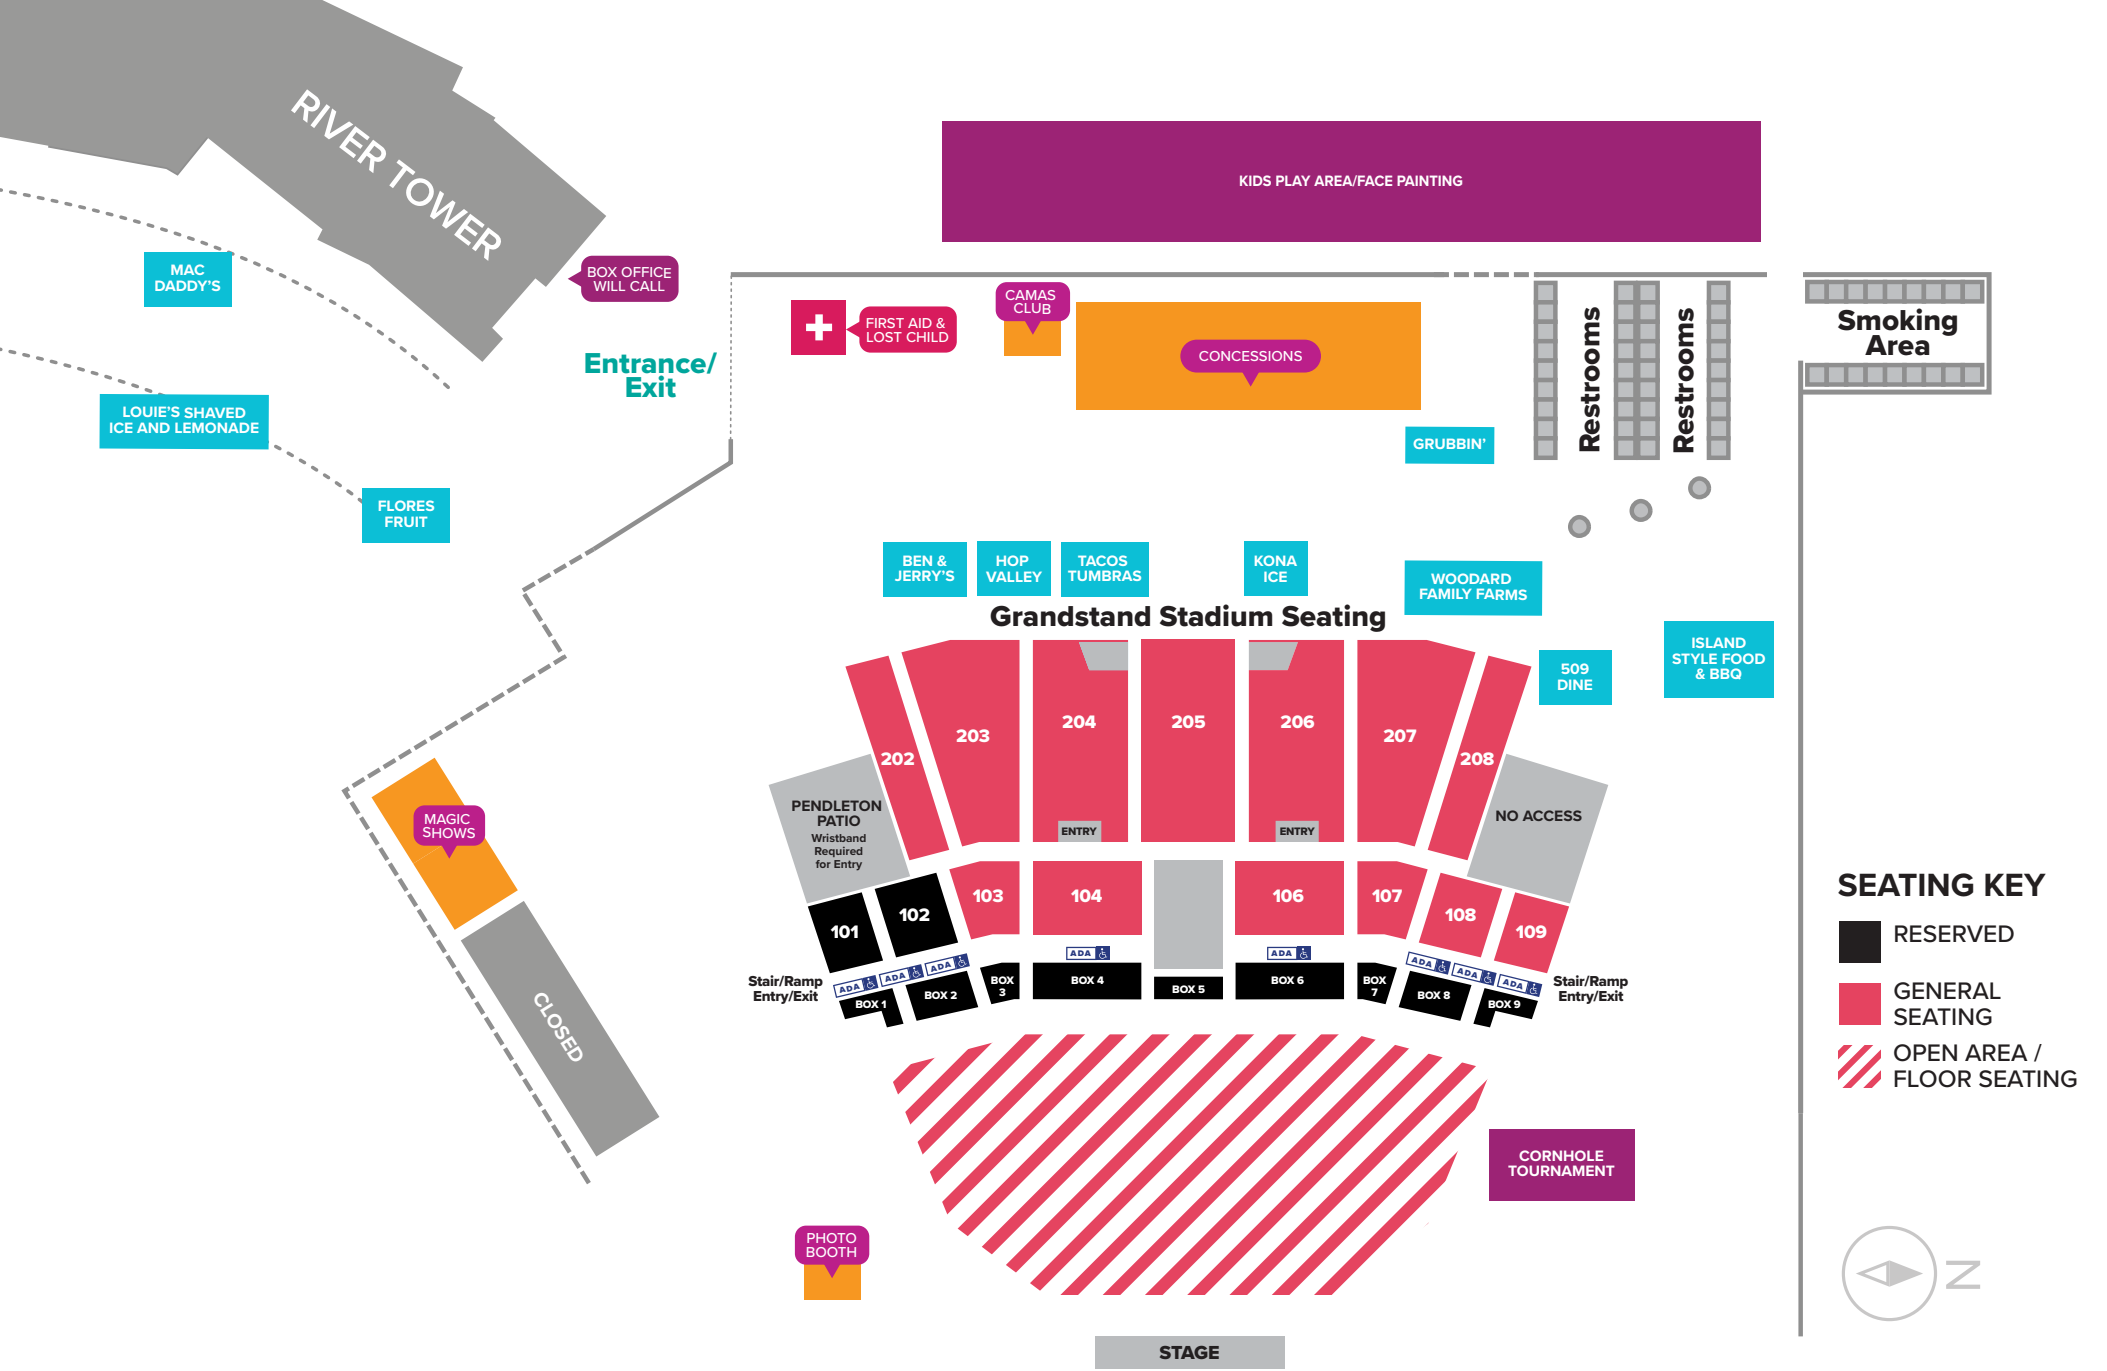 RIVER TOWER
KIDS PLAY AREA/FACE PAINTING
MAC
DADDY'S
BOX OFFICE
WILL CALL
CAMAS
CLUB
FIRST AID &
LOST CHILD
CONCESSIONS
Entrance/
Exit
Restrooms
Restrooms
Smoking
Area
LOUIE'S SHAVED
ICE AND LEMONADE
GRUBBIN'
FLORES
FRUIT
BEN &
JERRY'S
HOP
VALLEY
TACOS
TUMBRAS
KONA
ICE
WOODARD
FAMILY FARMS
Grandstand Stadium Seating
509
DINE
ISLAND
STYLE FOOD
& BBQ
202
203
204
205
206
207
208
PENDLETON
PATIO
Wristband
Required
for Entry
ENTRY
ENTRY
NO ACCESS
MAGIC
SHOWS
101
102
103
104
106
107
108
109
ADA
ADA
ADA
ADA
ADA
ADA
ADA
ADA
Stair/Ramp
Entry/Exit
BOX 1
BOX 2
BOX
3
BOX 4
BOX 5
BOX 6
BOX
7
BOX 8
BOX 9
Stair/Ramp
Entry/Exit
CLOSED
SEATING KEY
RESERVED
GENERAL
SEATING
OPEN AREA /
FLOOR SEATING
CORNHOLE
TOURNAMENT
PHOTO
BOOTH
N
STAGE